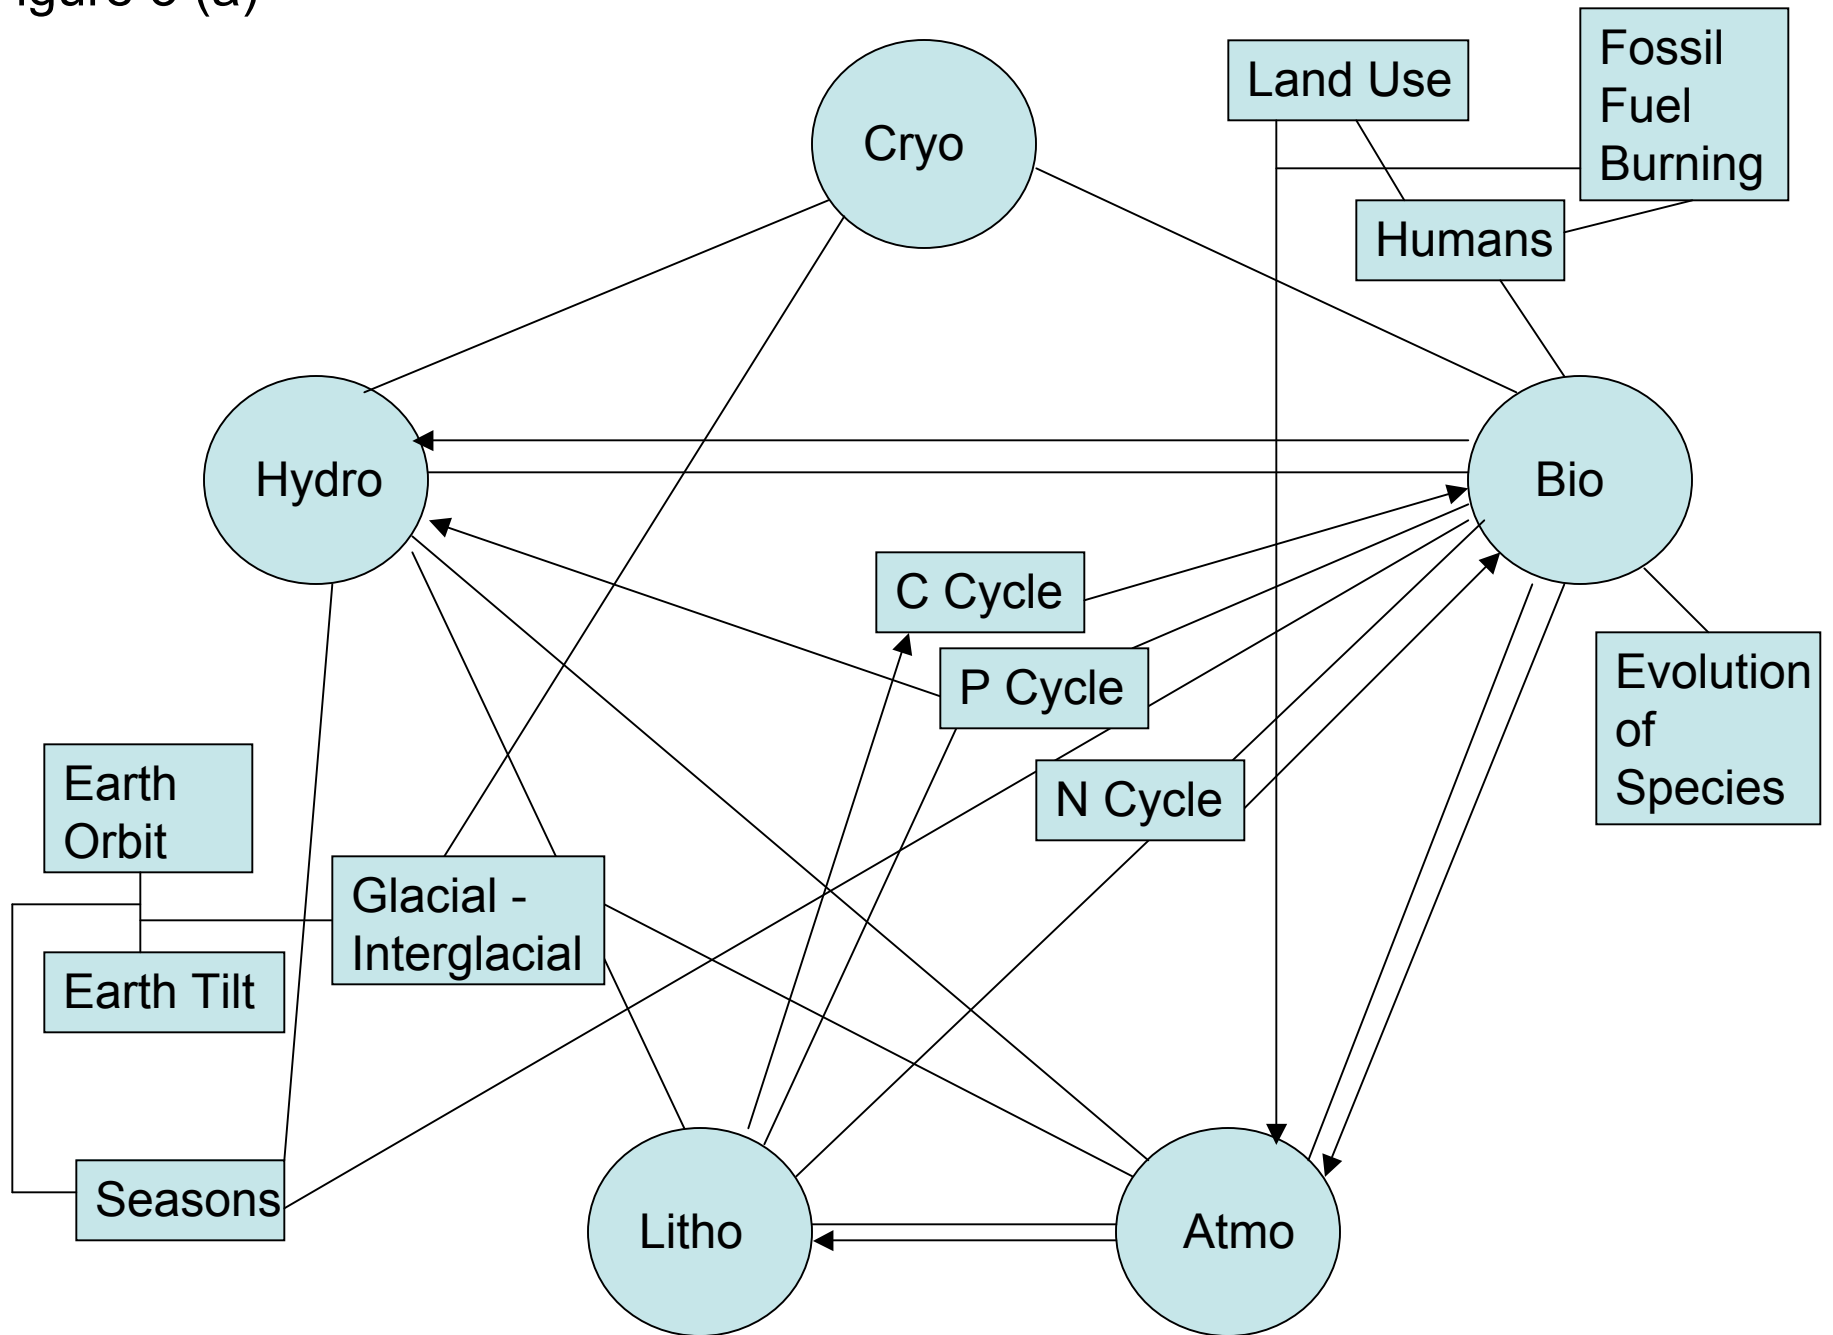 (a)
Cryo
Land Use
Fossil
Fuel
Burning
Humans
Hydro
Bio
C Cycle
P Cycle
N Cycle
Evolution
of
Species
Earth
Orbit
Glacial -
Interglacial
Earth Tilt
Seasons
Litho
Atmo